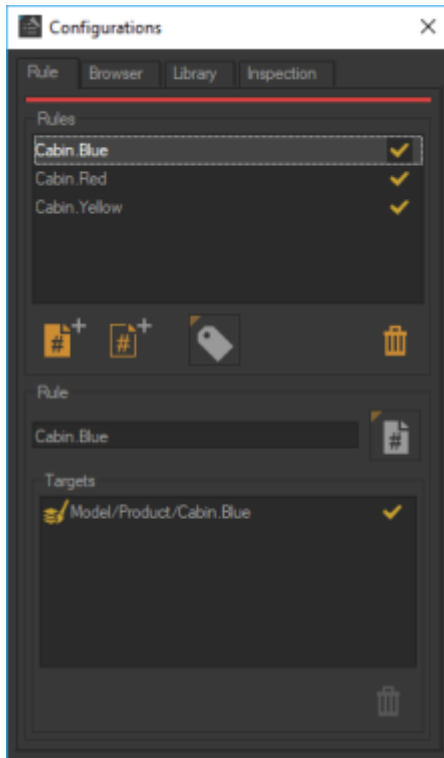 Configurations
Rule Browser Library Inspection
Rules
Cabin.Blue
Cabin.Red
Cabin.Yellow
Rule
Cabin.Blue
Targets
Model/Product/Cabin.Blue